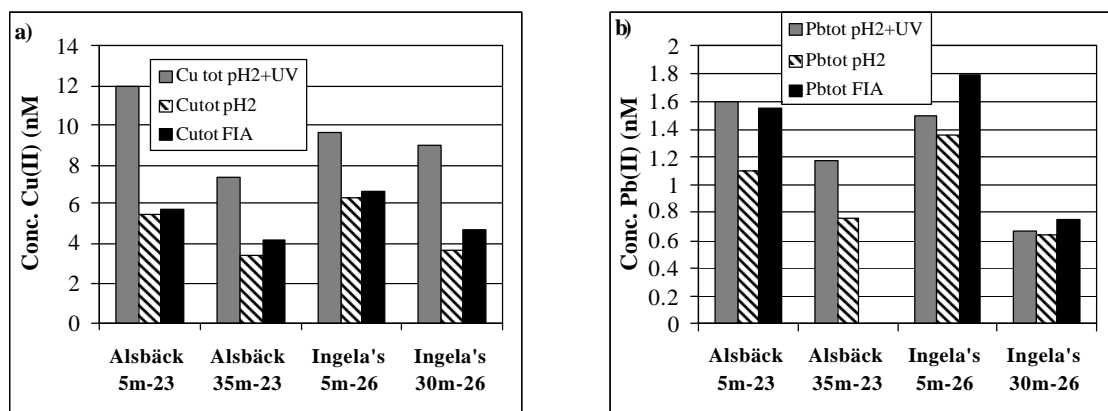 a)
14
12
10
8
6
4
2
0
Conc. Cu(II) (nM)
Cu tot pH2+UV
Cutot pH2
Cutot FIA
Alsbäck
5m-23
Alsbäck
35m-23
Ingela's
5m-26
Ingela's
30m-26
b)
2
1.8
1.6
1.4
1.2
1
0.8
0.6
0.4
0.2
0
Conc. Pb(II) (nM)
Pbtot pH2+UV
Pbtot pH2
Pbtot FIA
Alsbäck
5m-23
Alsbäck
35m-23
Ingela's
5m-26
Ingela's
30m-26